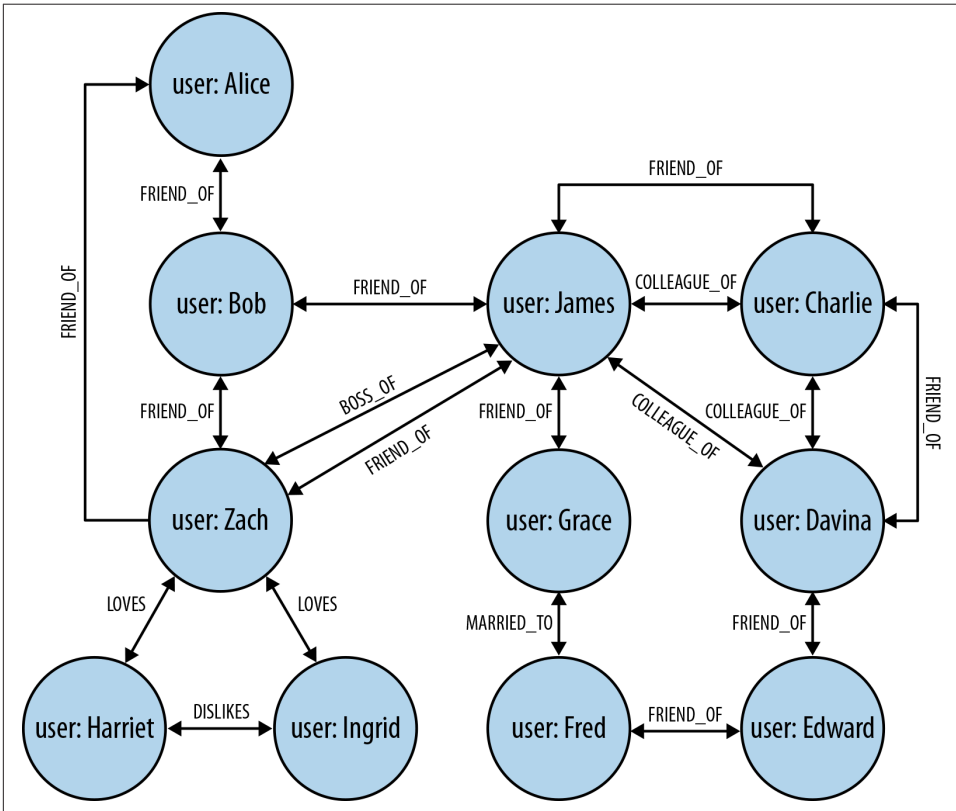 user: Alice
FRIEND_OF
FRIEND_OF
FRIEND_OF
user: Bob
FRIEND_OF
user: James
COLLEAGUE_OF
user: Charlie
FRIEND_OF
BOSS_OF
FRIEND_OF
FRIEND_OF
COLLEAGUE_OF
COLLEAGUE_OF
FRIEND_OF
user: Zach
user: Grace
user: Davina
LOVES
LOVES
MARRIED_TO
FRIEND_OF
user: Harriet
DISLIKES
user: Ingrid
user: Fred
FRIEND_OF
user: Edward
FRIEND_OF